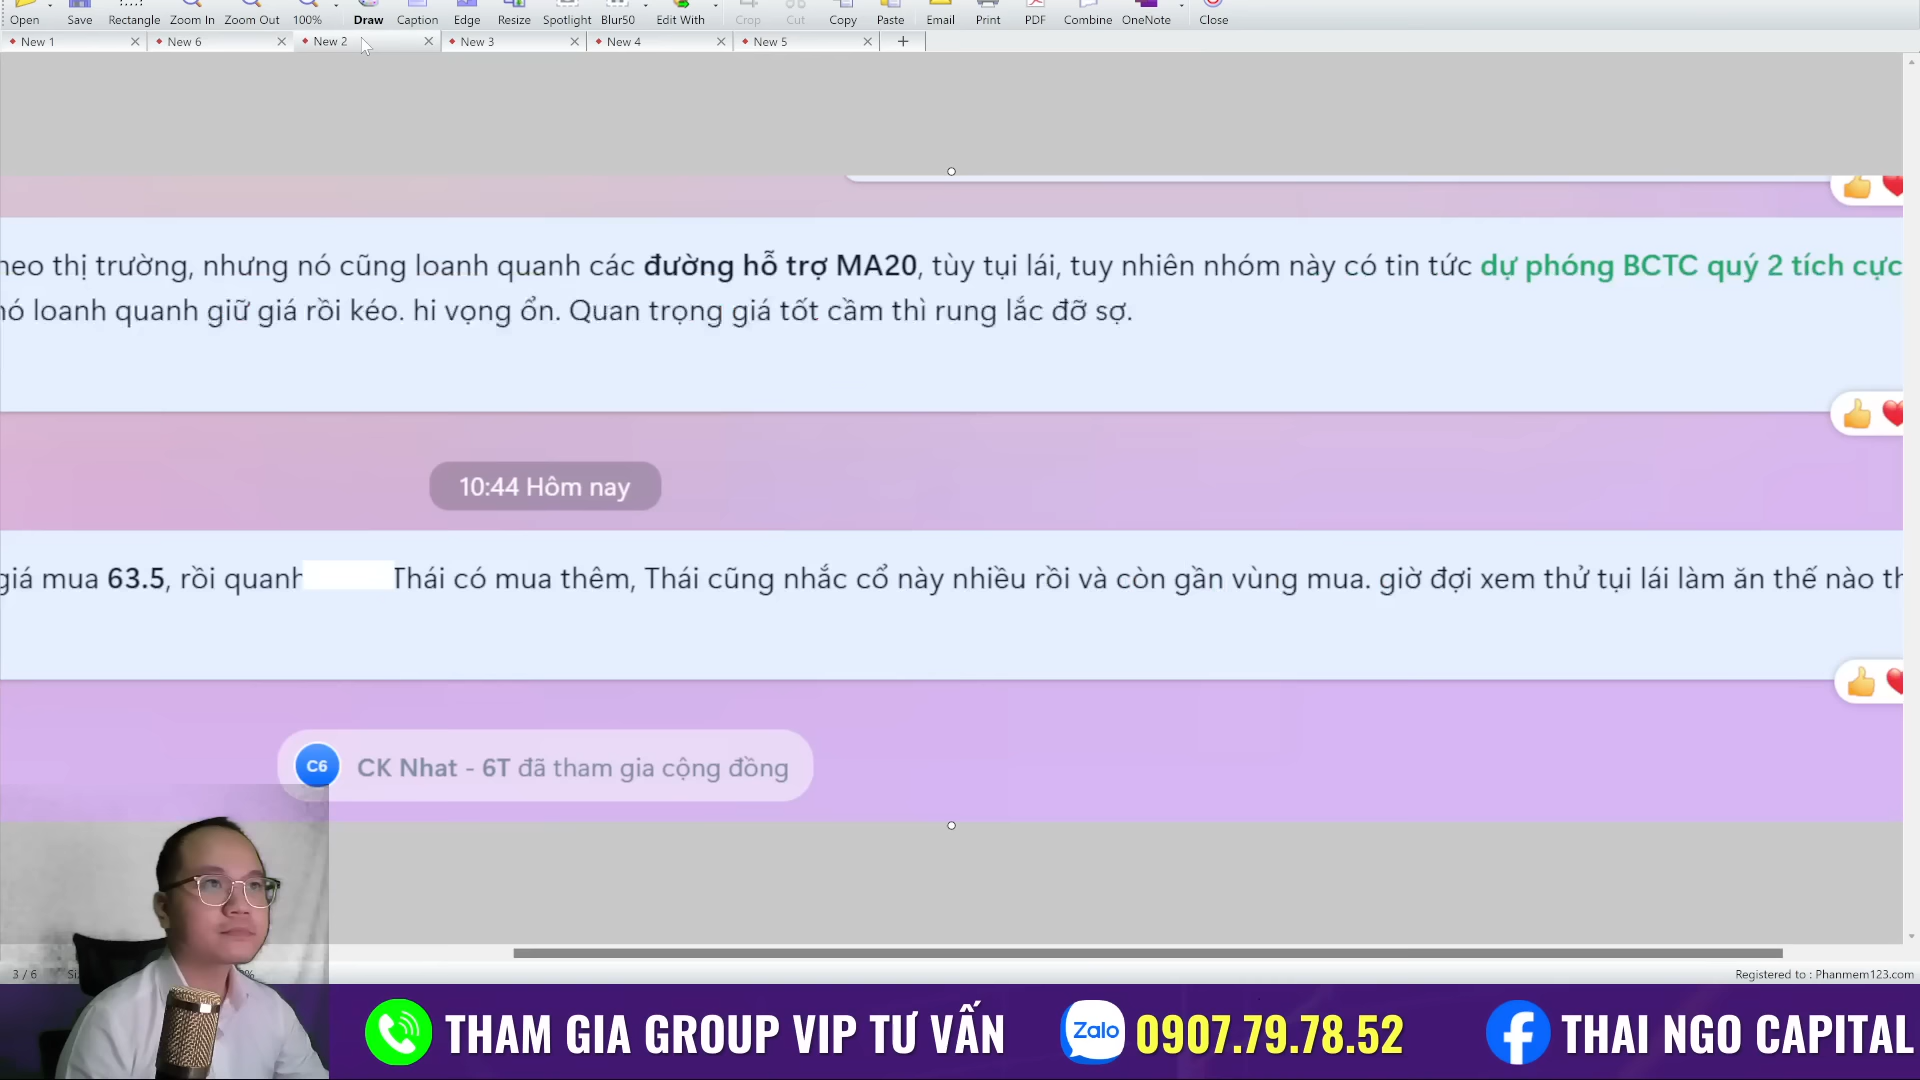 Open Save Rectangle Zoom In Zoom Out 100% Draw Caption Edge Resize Spotlight Blur50 Edit With Crop Cut Copy Paste Email Print PDF Combine OneNote Close
New 1 New 6 New 2 New 3 New 4 New 5
thị trường, nhưng nó cũng loanh quanh các đường hỗ trợ MA20, tùy tụi lái, tuy nhiên nhóm này có tin tức dự phóng BCTC quý 2 tích cực
loanh quanh giữ giá rồi kéo. hi vọng ổn. Quan trọng giá tốt cầm thì rung lắc đỡ sợ.
10:44 Hôm nay
giá mua 63.5, rồi quanh Thái có mua thêm, Thái cũng nhắc cổ này nhiều rồi và còn gần vùng mua. giờ đợi xem thử tụi lái làm ăn thế nào
C6 CK Nhat - 6T đã tham gia cộng đồng
3 / 6
Registered to : Phanmem123.com
THAM GIA GROUP VIP TƯ VẤN Zalo 0907.79.78.52 THAI NGO CAPITAL